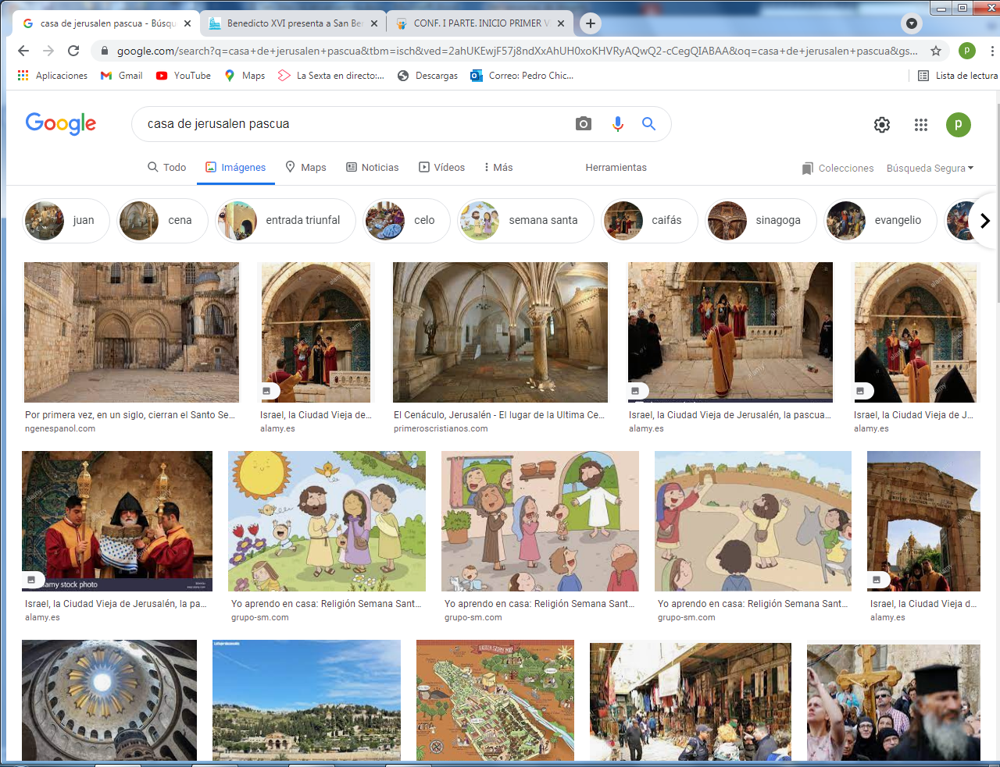 casa de jerusalen pascua - Búsqu
Benedicto XVI presenta a San Ber
CONF. I PARTE. INICIO PRIMER V
google.com/search?q=casa+de+jerusalen+pascua&tbm=isch&ved=2ahUKEwjF57j8ndXxAhUH0xoKHVRyAQwQ2-cCegQIABAA&oq=casa+de+jerusalen+pascua&gs...
P
Aplicaciones
Gmail
YouTube
Maps
La Sexta en directo:...
Descargas
Correo: Pedro Chic...
Lista de lectura
Google
casa de jerusalen pascua
P
Todo
Imágenes
Maps
Noticias
Vídeos
Más
Herramientas
Colecciones
Búsqueda Segura
juan
cena
entrada triunfal
celo
semana santa
caifás
sinagoga
evangelio
Por primera vez, en un siglo, cierran el Santo Se...
ngenespanol.com
Israel, la Ciudad Vieja de...
alamy.es
El Cenáculo, Jerusalén - El lugar de la Ultima Ce...
primeroscristianos.com
Israel, la Ciudad Vieja de Jerusalén, la pascua...
alamy.es
Israel, la Ciudad Vieja de J...
alamy.es
alamy stock photo
Israel, la Ciudad Vieja de Jerusalén, la pa...
alamy.es
Yo aprendo en casa: Religión Semana Sant...
grupo-sm.com
Yo aprendo en casa: Religión Semana Sant...
grupo-sm.com
Yo aprendo en casa: Religión Semana Sant...
grupo-sm.com
Israel, la Ciudad Vieja d...
alamy.es
EASTER STORY MAP